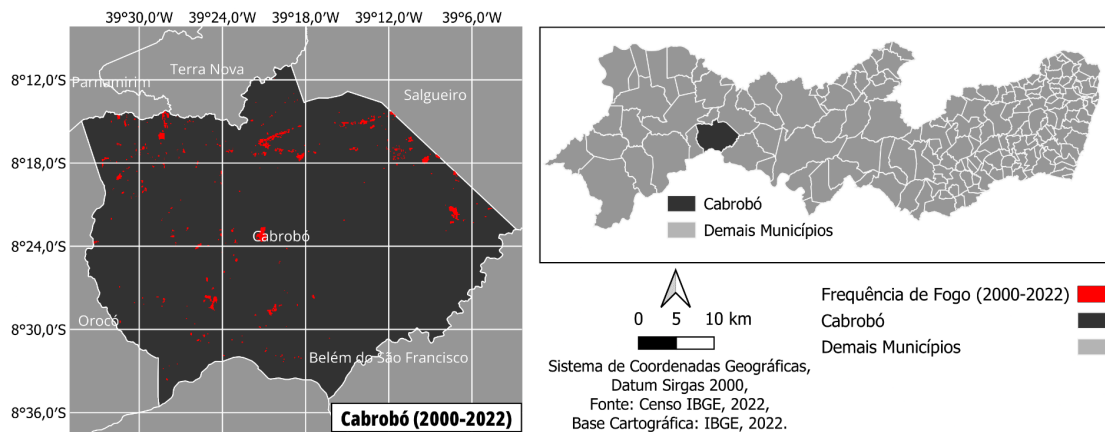 39°30,0'W 39°24,0'W 39°18,0'W 39°12,0'W 39°6,0'W
8°12,0'S
8°18,0'S
8°24,0'S
8°30,0'S
8°36,0'S
Terra Nova
Parnamirim
Salgueiro
Cabrobó
Orocó
Belém do São Francisco
Cabrobó (2000-2022)
Cabrobó
Demais Municípios
0 5 10 km
Sistema de Coordenadas Geográficas,
Datum Sirgas 2000,
Fonte: Censo IBGE, 2022,
Base Cartográfica: IBGE, 2022.
Frequência de Fogo (2000-2022)
Cabrobó
Demais Municípios